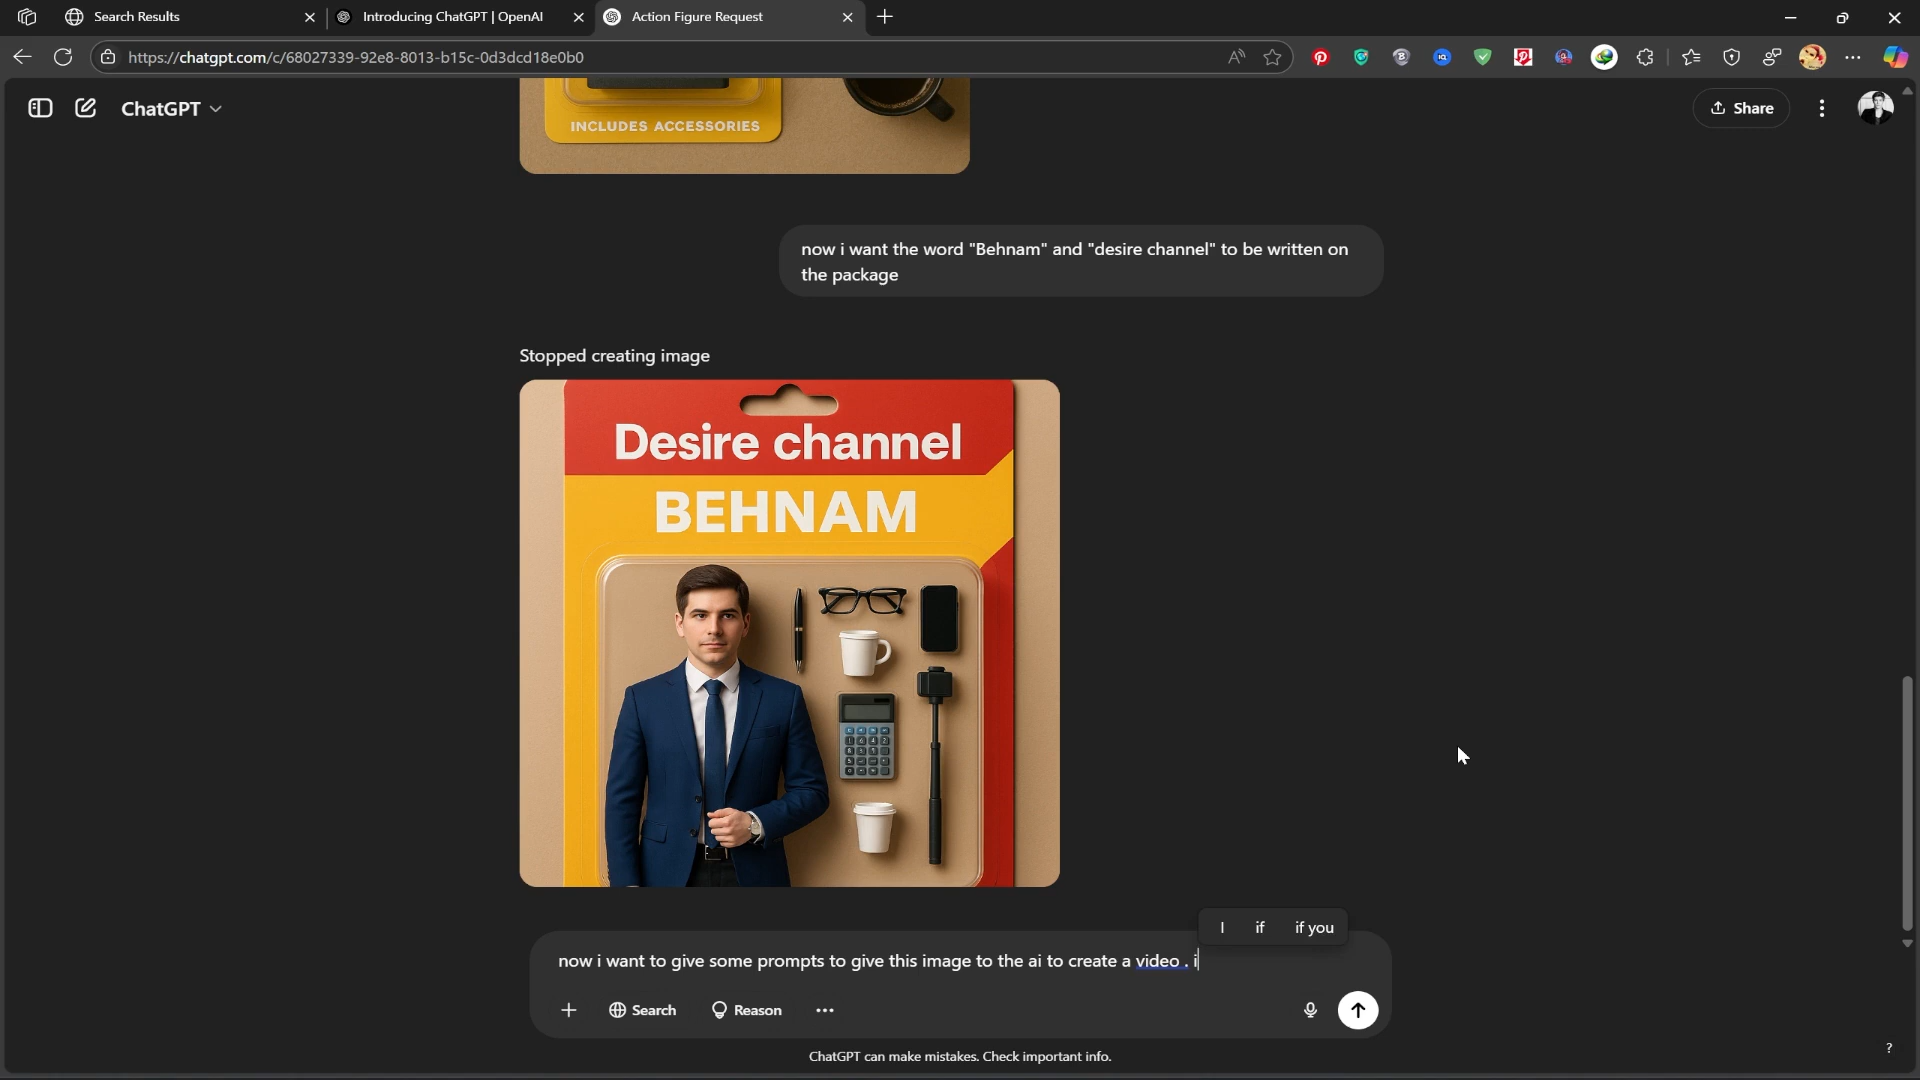 Search Results
Introducing ChatGPT | OpenAI
Action Figure Request
https://chatgpt.com/c/68027339-92e8-8013-b15c-0d3dcd18e0b0
ChatGPT
Share
INCLUDES ACCESSORIES
now i want the word "Behnam" and "desire channel" to be written on
the package
Stopped creating image
Desire channel
BEHNAM
I if if you
now i want to give some prompts to give this image to the ai to create a video . i
Search Reason
ChatGPT can make mistakes. Check important info.
?